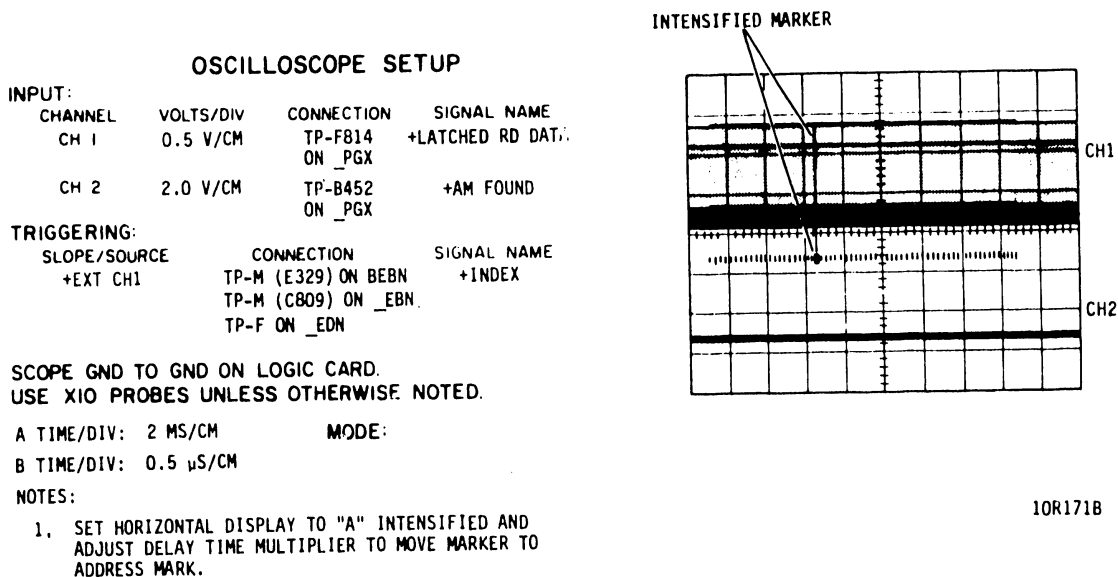 INTENSIFIED MARKER
OSCILLOSCOPE SETUP
INPUT:
CHANNEL VOLTS/DIV CONNECTION SIGNAL NAME
CH 1 0.5 V/CM TP-F814 +LATCHED RD DATA
ON _PGX
CH 2 2.0 V/CM TP-B452 +AM FOUND
ON _PGX
TRIGGERING:
SLOPE/SOURCE CONNECTION SIGNAL NAME
+EXT CH1 TP-M (E329) ON BEBN +INDEX
TP-M (C809) ON _EBN
TP-F ON _EDN
SCOPE GND TO GND ON LOGIC CARD.
USE X10 PROBES UNLESS OTHERWISE NOTED.
A TIME/DIV: 2 MS/CM MODE:
B TIME/DIV: 0.5 µS/CM
NOTES:
1. SET HORIZONTAL DISPLAY TO "A" INTENSIFIED AND
ADJUST DELAY TIME MULTIPLIER TO MOVE MARKER TO
ADDRESS MARK.
CH1
CH2
10R171B